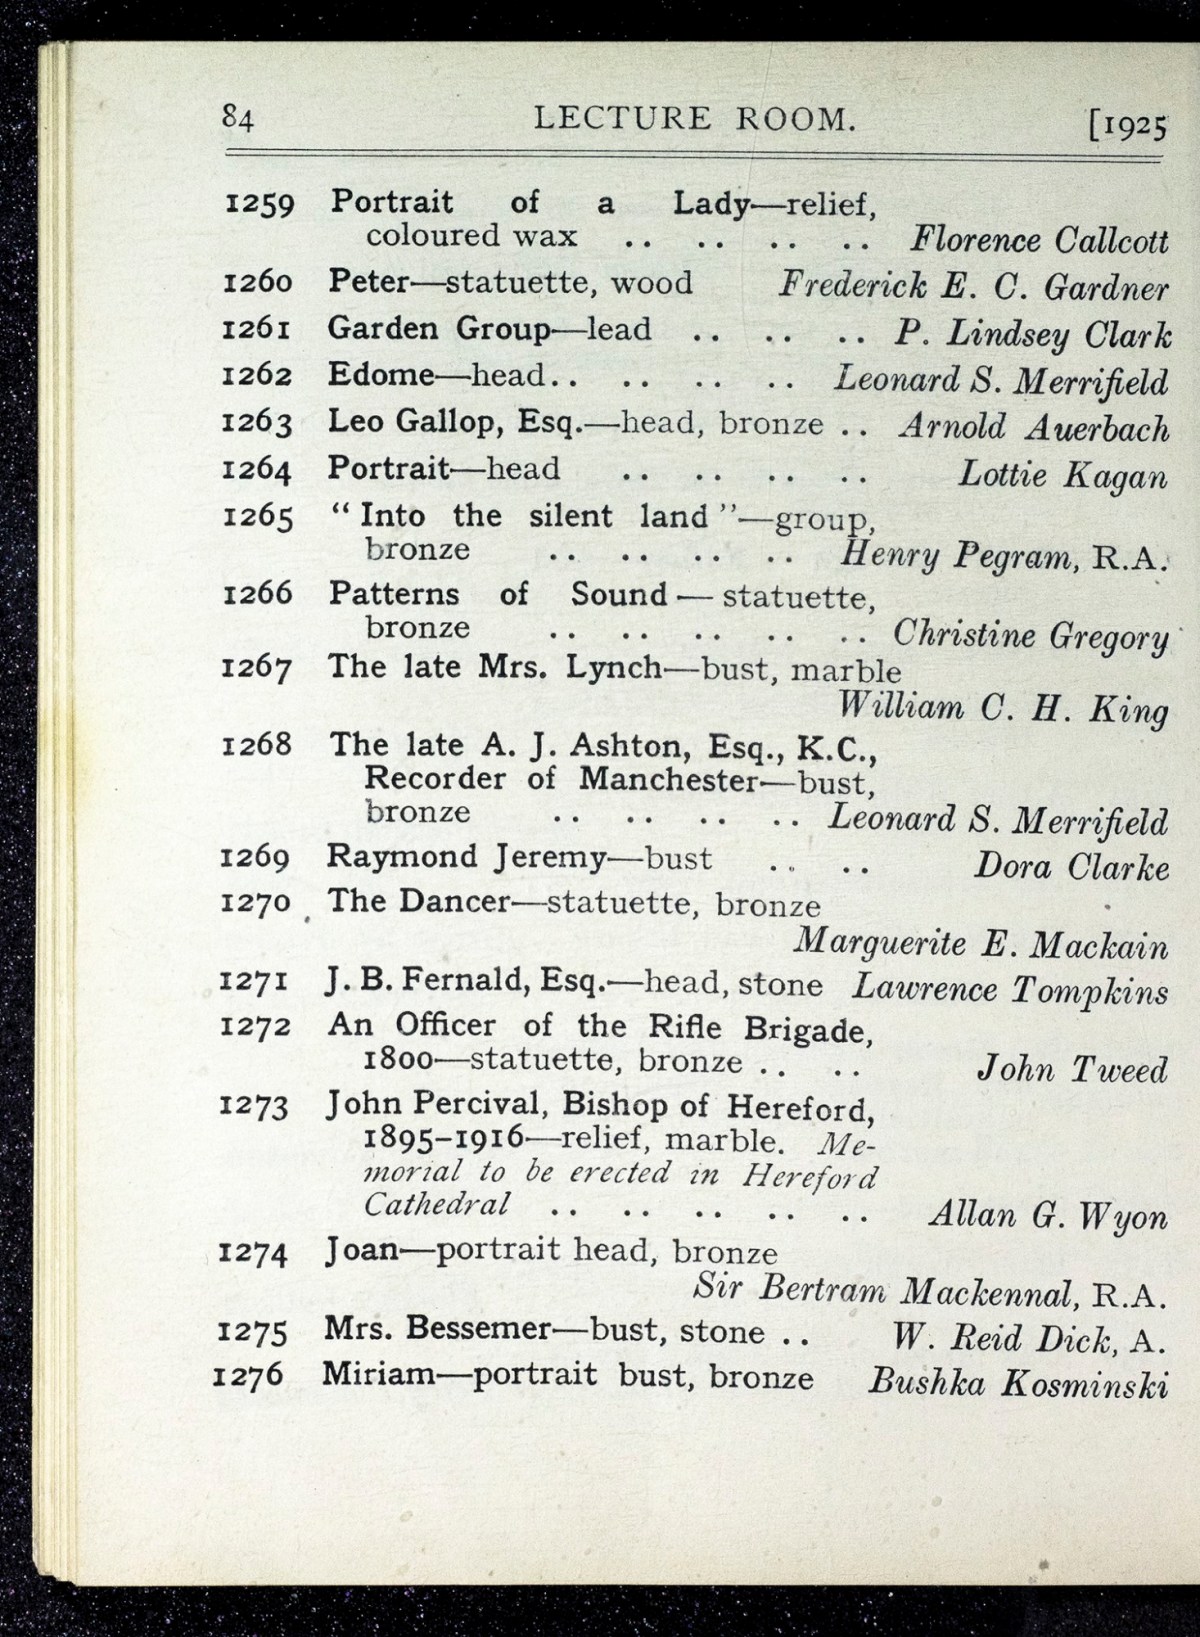 84 LECTURE ROOM. [1925
1259 Portrait of a Lady—relief,
coloured wax .. .. .. .. Florence Callcott
1260 Peter—statuette, wood Frederick E. C. Gardner
1261 Garden Group—lead .. .. .. P. Lindsey Clark
1262 Edome—head.. .. .. .. Leonard S. Merrifield
1263 Leo Gallop, Esq.—head, bronze .. Arnold Auerbach
1264 Portrait—head .. .. .. .. Lottie Kagan
1265 “ Into the silent land ”—group,
bronze .. .. .. .. Henry Pegram, R.A.
1266 Patterns of Sound — statuette,
bronze .. .. .. .. .. Christine Gregory
1267 The late Mrs. Lynch—bust, marble
William C. H. King
1268 The late A. J. Ashton, Esq., K.C.,
Recorder of Manchester—bust,
bronze .. .. .. .. Leonard S. Merrifield
1269 Raymond Jeremy—bust .. .. Dora Clarke
1270 The Dancer—statuette, bronze
Marguerite E. Mackain
1271 J. B. Fernald, Esq.—head, stone Lawrence Tompkins
1272 An Officer of the Rifle Brigade,
1800—statuette, bronze .. .. John Tweed
1273 John Percival, Bishop of Hereford,
1895–1916—relief, marble. Me-
morial to be erected in Hereford
Cathedral .. .. .. .. .. Allan G. Wyon
1274 Joan—portrait head, bronze
Sir Bertram Mackennal, R.A.
1275 Mrs. Bessemer—bust, stone .. W. Reid Dick, A.
1276 Miriam—portrait bust, bronze Bushka Kosminski